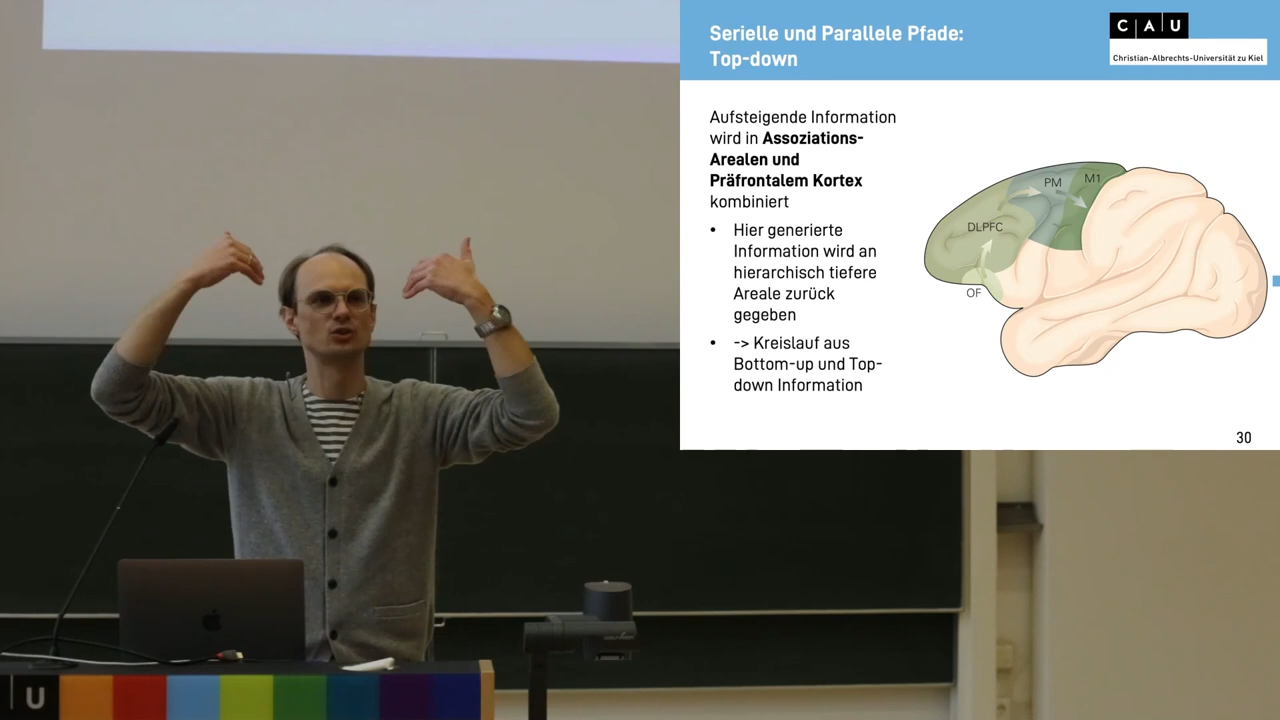 Serielle und Parallele Pfade:
Top-down
CAU
Christian-Albrechts-Universität zu Kiel
Aufsteigende Information
wird in Assoziations-
Arealen und
Präfrontalem Kortex
kombiniert
• Hier generierte
Information wird an
hierarchisch tiefere
Areale zurück
gegeben
• -> Kreislauf aus
Bottom-up und Top-
down Information
PM
M1
DLPFC
OF
30
U